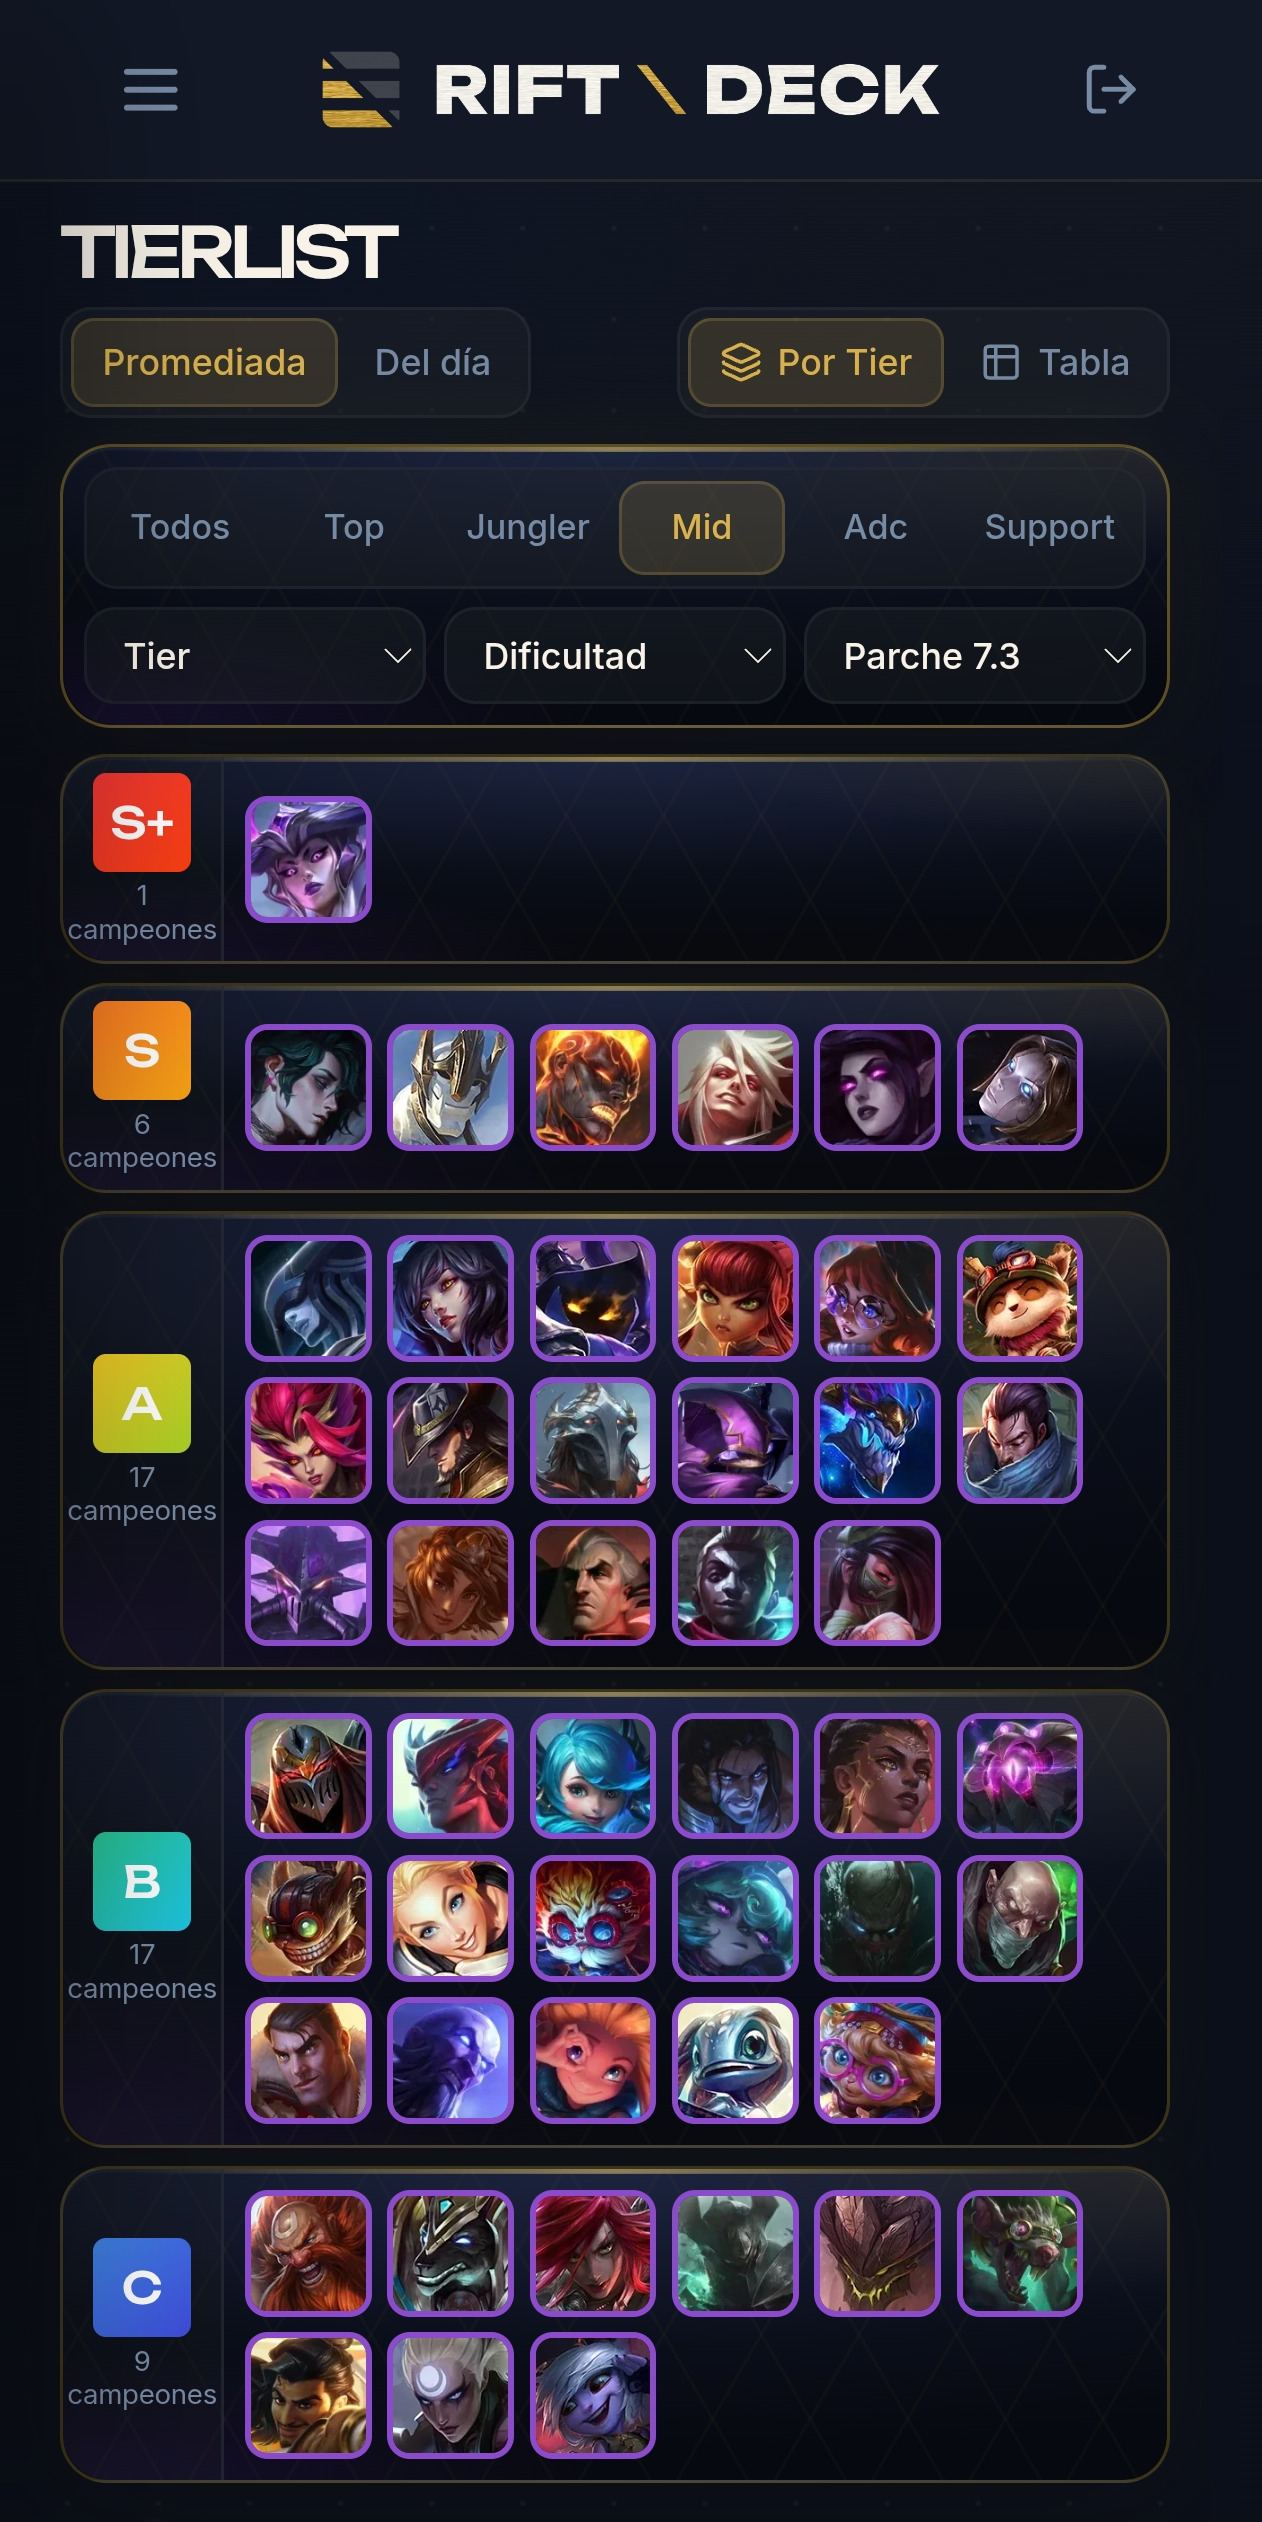 RIFT \ DECK
TIERLIST
Promediada Del día Por Tier Tabla
Todos Top Jungler Mid Adc Support
Tier Dificultad Parche 7.3
S+
1
campeones
S
6
campeones
A
17
campeones
B
17
campeones
C
9
campeones